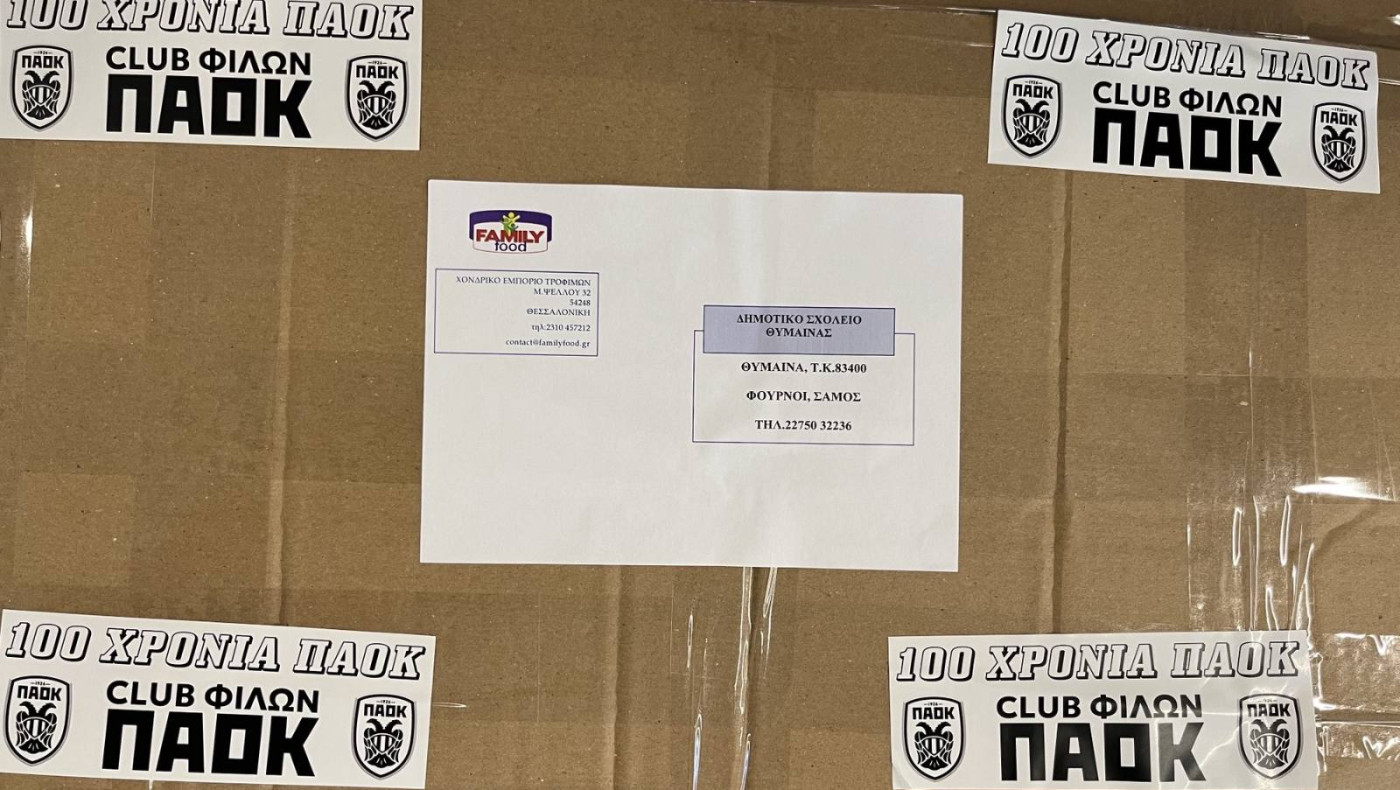 100 ΧΡΟΝΙΑ ΠΑΟΚ
CLUB ΦΙΛΩΝ
ΠΑΟΚ
ΠΑΟΚ
ΠΑΟΚ
100 ΧΡΟΝΙΑ ΠΑΟΚ
CLUB ΦΙΛΩΝ
ΠΑΟΚ
ΠΑΟΚ
ΠΑΟΚ
FAMILY
food
ΧΟΝΔΡΙΚΟ ΕΜΠΟΡΙΟ ΤΡΟΦΙΜΩΝ
Μ.ΨΕΛΛΟΥ 32
54248
ΘΕΣΣΑΛΟΝΙΚΗ
τηλ:2310 457212
contact@familyfood.gr
ΔΗΜΟΤΙΚΟ ΣΧΟΛΕΙΟ
ΘΥΜΑΙΝΑΣ
ΘΥΜΑΙΝΑ, Τ.Κ.83400
ΦΟΥΡΝΟΙ, ΣΑΜΟΣ
ΤΗΛ.22750 32236
100 ΧΡΟΝΙΑ ΠΑΟΚ
CLUB ΦΙΛΩΝ
ΠΑΟΚ
ΠΑΟΚ
ΠΑΟΚ
100 ΧΡΟΝΙΑ ΠΑΟΚ
CLUB ΦΙΛΩΝ
ΠΑΟΚ
ΠΑΟΚ
ΠΑΟΚ